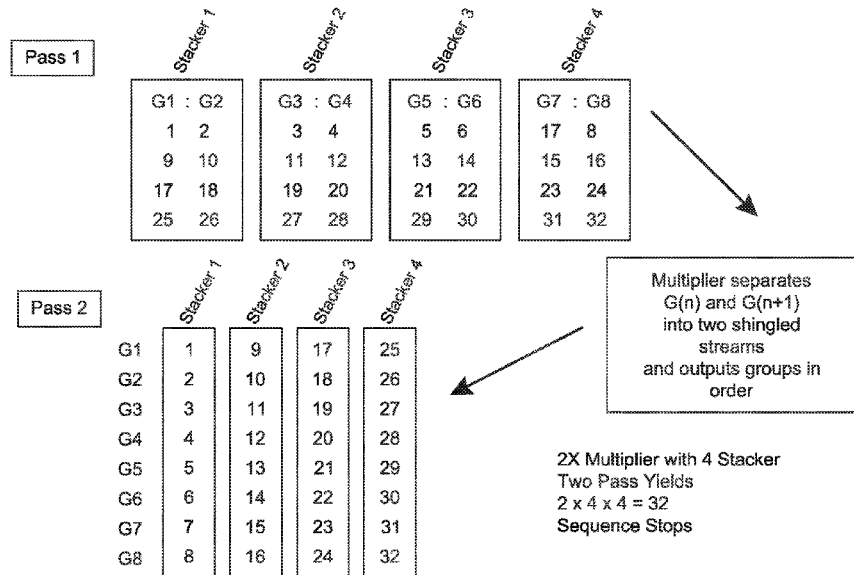 Pass 1
Stacker 1 Stacker 2 Stacker 3 Stacker 4
G1 : G2 G3 : G4 G5 : G6 G7 : G8
1 2 3 4 5 6 17 8
9 10 11 12 13 14 15 16
17 18 19 20 21 22 23 24
25 26 27 28 29 30 31 32
Multiplier separates
G(n) and G(n+1)
into two shingled
streams
and outputs groups in
order
Pass 2
Stacker 1 Stacker 2 Stacker 3 Stacker 4
G1 1 9 17 25
G2 2 10 18 26
G3 3 11 19 27
G4 4 12 20 28
G5 5 13 21 29
G6 6 14 22 30
G7 7 15 23 31
G8 8 16 24 32
2X Multiplier with 4 Stacker
Two Pass Yields
2 x 4 x 4 = 32
Sequence Stops